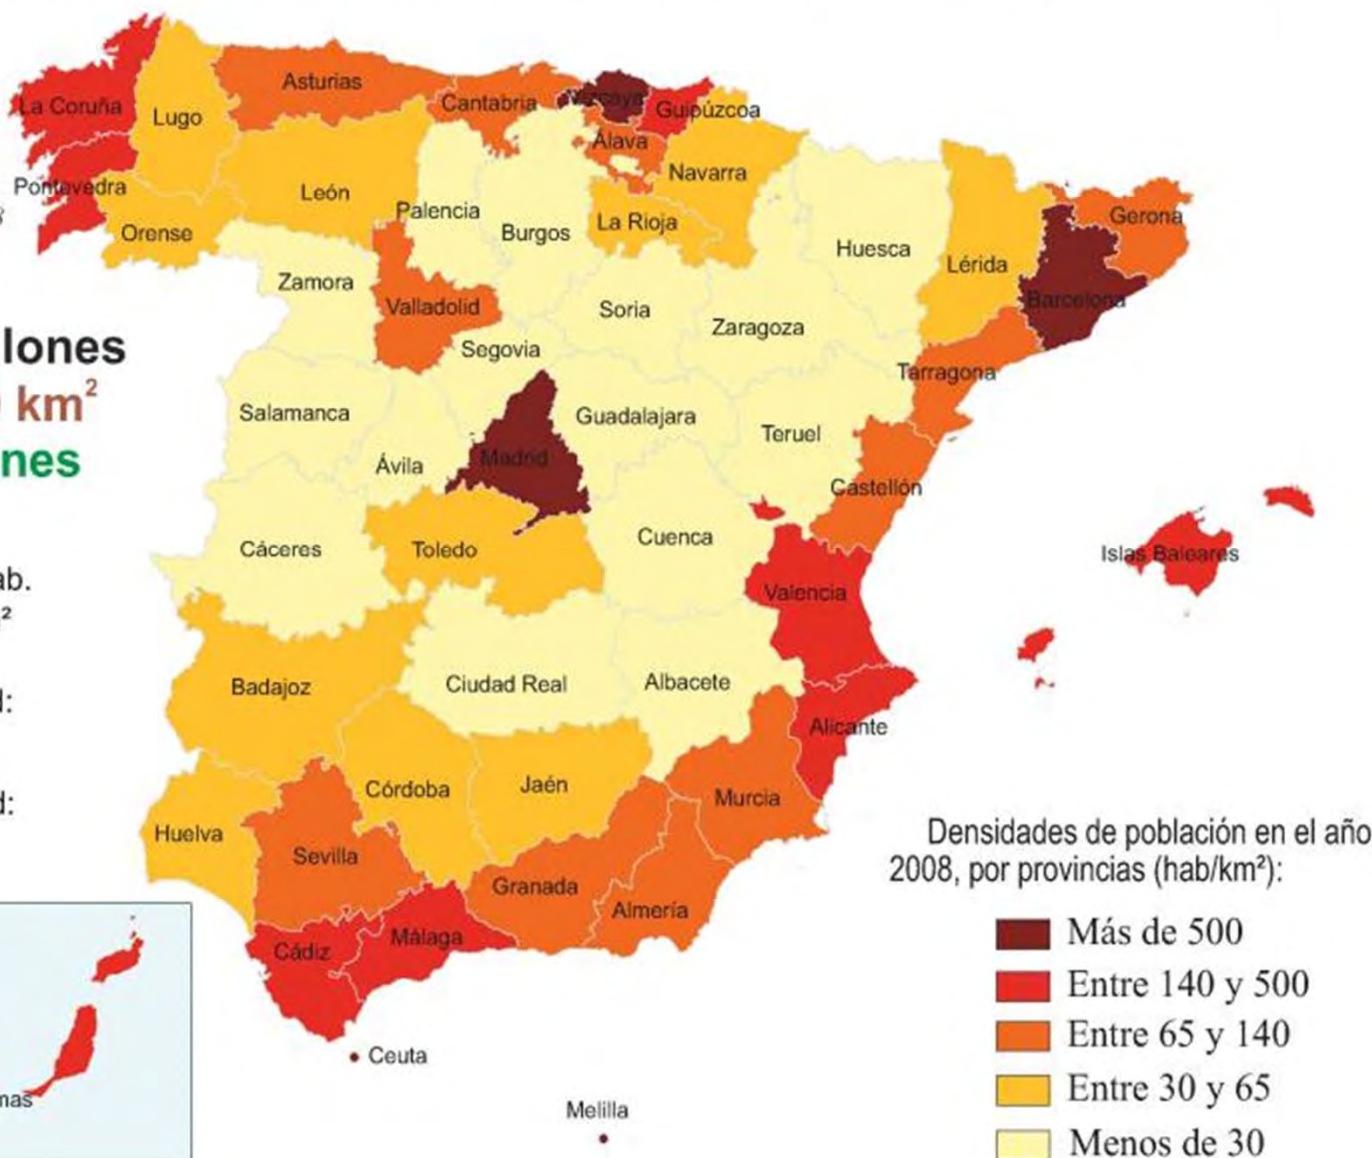 La Coruña
Lugo
Asturias
Cantabria
Vizcaya
Guipúzcoa
Álava
Navarra
Pontevedra
Orense
León
Palencia
Burgos
La Rioja
Huesca
Lérida
Gerona
Barcelona
Zamora
Valladolid
Soria
Zaragoza
Segovia
Tarragona
Salamanca
Ávila
Madrid
Guadalajara
Teruel
Castellón
Cáceres
Toledo
Cuenca
Valencia
Islas Baleares
Badajoz
Ciudad Real
Albacete
Alicante
Huelva
Sevilla
Córdoba
Jaén
Murcia
Granada
Almería
Cádiz
Málaga
Ceuta
Melilla
lones
km²
nes
ab.
²
d:
d:
mas
Densidades de población en el año
2008, por provincias (hab/km²):
Más de 500
Entre 140 y 500
Entre 65 y 140
Entre 30 y 65
Menos de 30